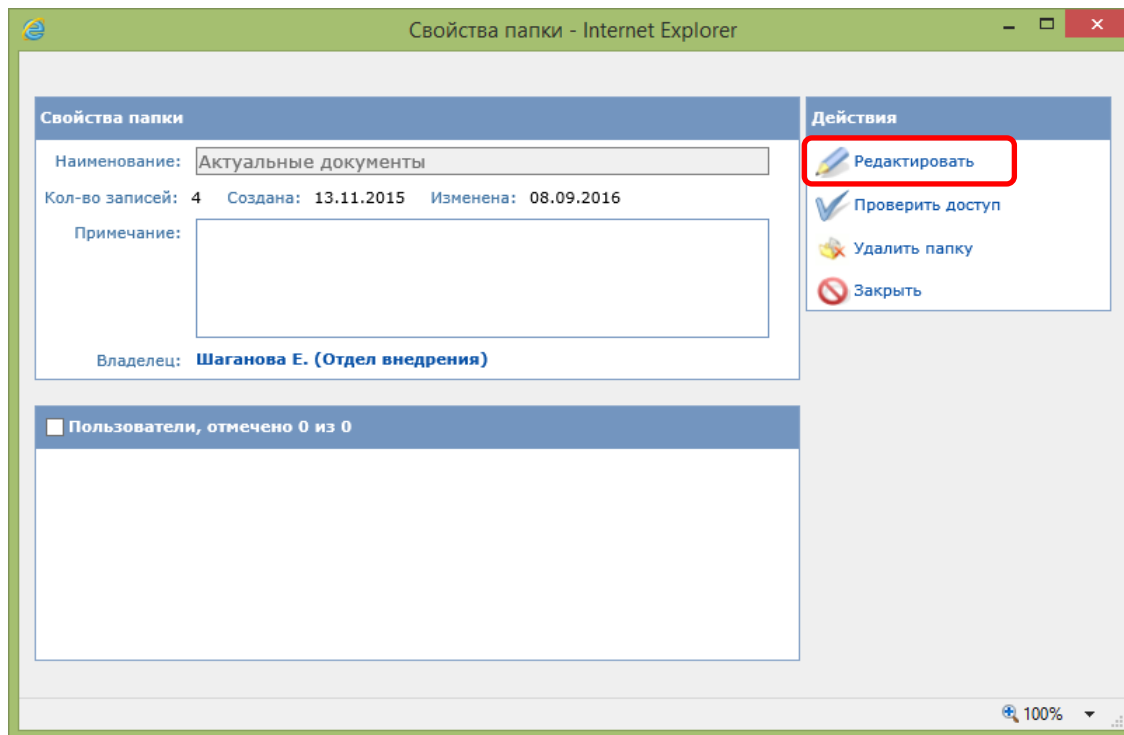 Свойства папки - Internet Explorer
Свойства папки
Наименование: Актуальные документы
Кол-во записей: 4 Создана: 13.11.2015 Изменена: 08.09.2016
Примечание:
Владелец: Шаганова Е. (Отдел внедрения)
Пользователи, отмечено 0 из 0
Действия
Редактировать
Проверить доступ
Удалить папку
Закрыть
100%